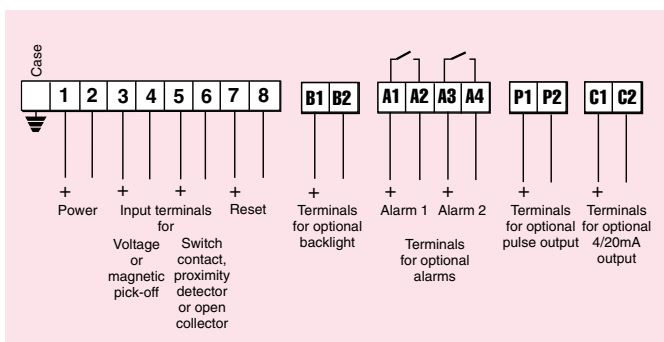 Case
1 2 3 4 5 6 7 8
B1 B2
A1 A2 A3 A4
P1 P2
C1 C2
+ + + +
Power
Input terminals
for
Voltage
or
magnetic
pick-off
Switch
contact,
proximity
detector
or open
collector
Reset
+
Terminals
for optional
backlight
+ +
Alarm 1 Alarm 2
Terminals
for optional
alarms
+
Terminals
for optional
pulse output
+
Terminals
for optional
4/20mA
output